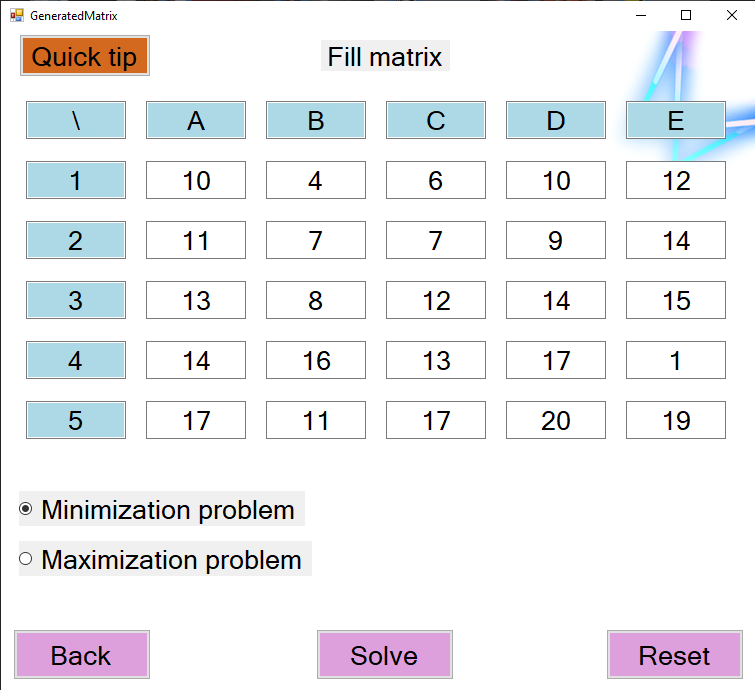 GeneratedMatrix
Quick tip Fill matrix
\ A B C D E
1 10 4 6 10 12
2 11 7 7 9 14
3 13 8 12 14 15
4 14 16 13 17 1
5 17 11 17 20 19
Minimization problem
Maximization problem
Back Solve Reset